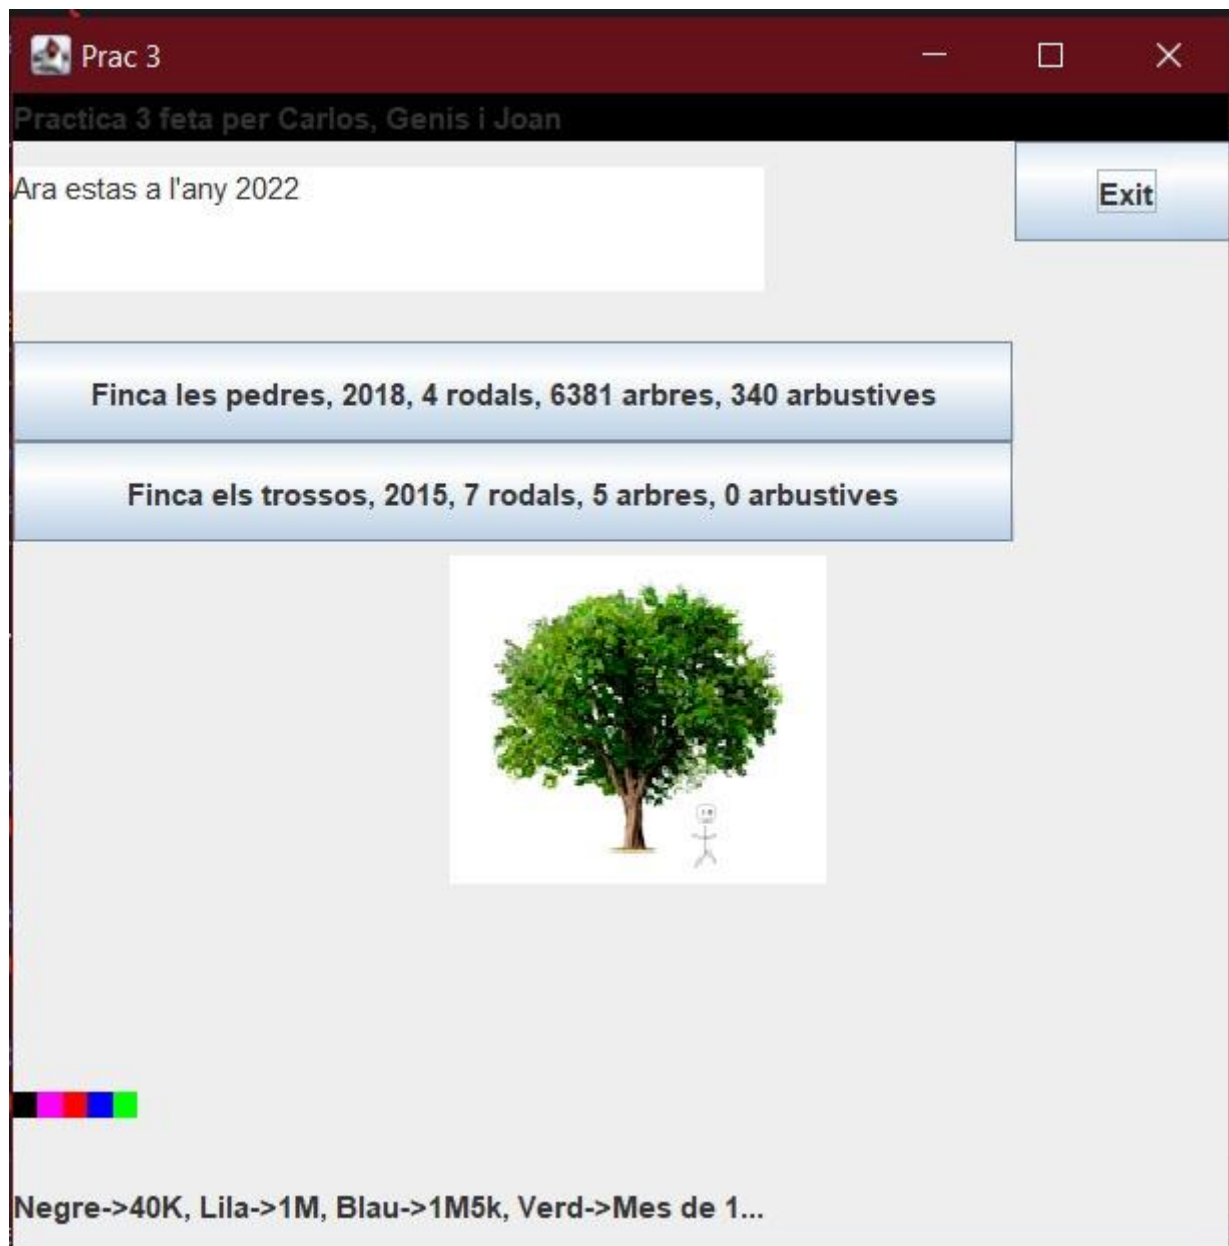 Prac 3
Practica 3 feta per Carlos, Genís i Joan
Ara estas a l'any 2022
Exit
Finca les pedres, 2018, 4 rodals, 6381 arbres, 340 arbustives
Finca els trossos, 2015, 7 rodals, 5 arbres, 0 arbustives
Negre->40K, Lila->1M, Blau->1M5k, Verd->Mes de 1...